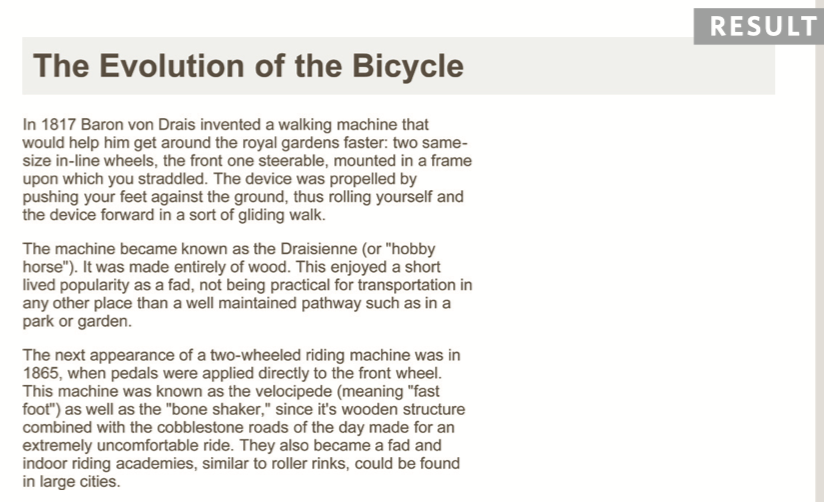 RESULT
The Evolution of the Bicycle
In 1817 Baron von Drais invented a walking machine that
would help him get around the royal gardens faster: two same-
size in-line wheels, the front one steerable, mounted in a frame
upon which you straddled. The device was propelled by
pushing your feet against the ground, thus rolling yourself and
the device forward in a sort of gliding walk.
The machine became known as the Draisienne (or "hobby
horse"). It was made entirely of wood. This enjoyed a short
lived popularity as a fad, not being practical for transportation in
any other place than a well maintained pathway such as in a
park or garden.
The next appearance of a two-wheeled riding machine was in
1865, when pedals were applied directly to the front wheel.
This machine was known as the velocipede (meaning "fast
foot") as well as the "bone shaker," since it's wooden structure
combined with the cobblestone roads of the day made for an
extremely uncomfortable ride. They also became a fad and
indoor riding academies, similar to roller rinks, could be found
in large cities.